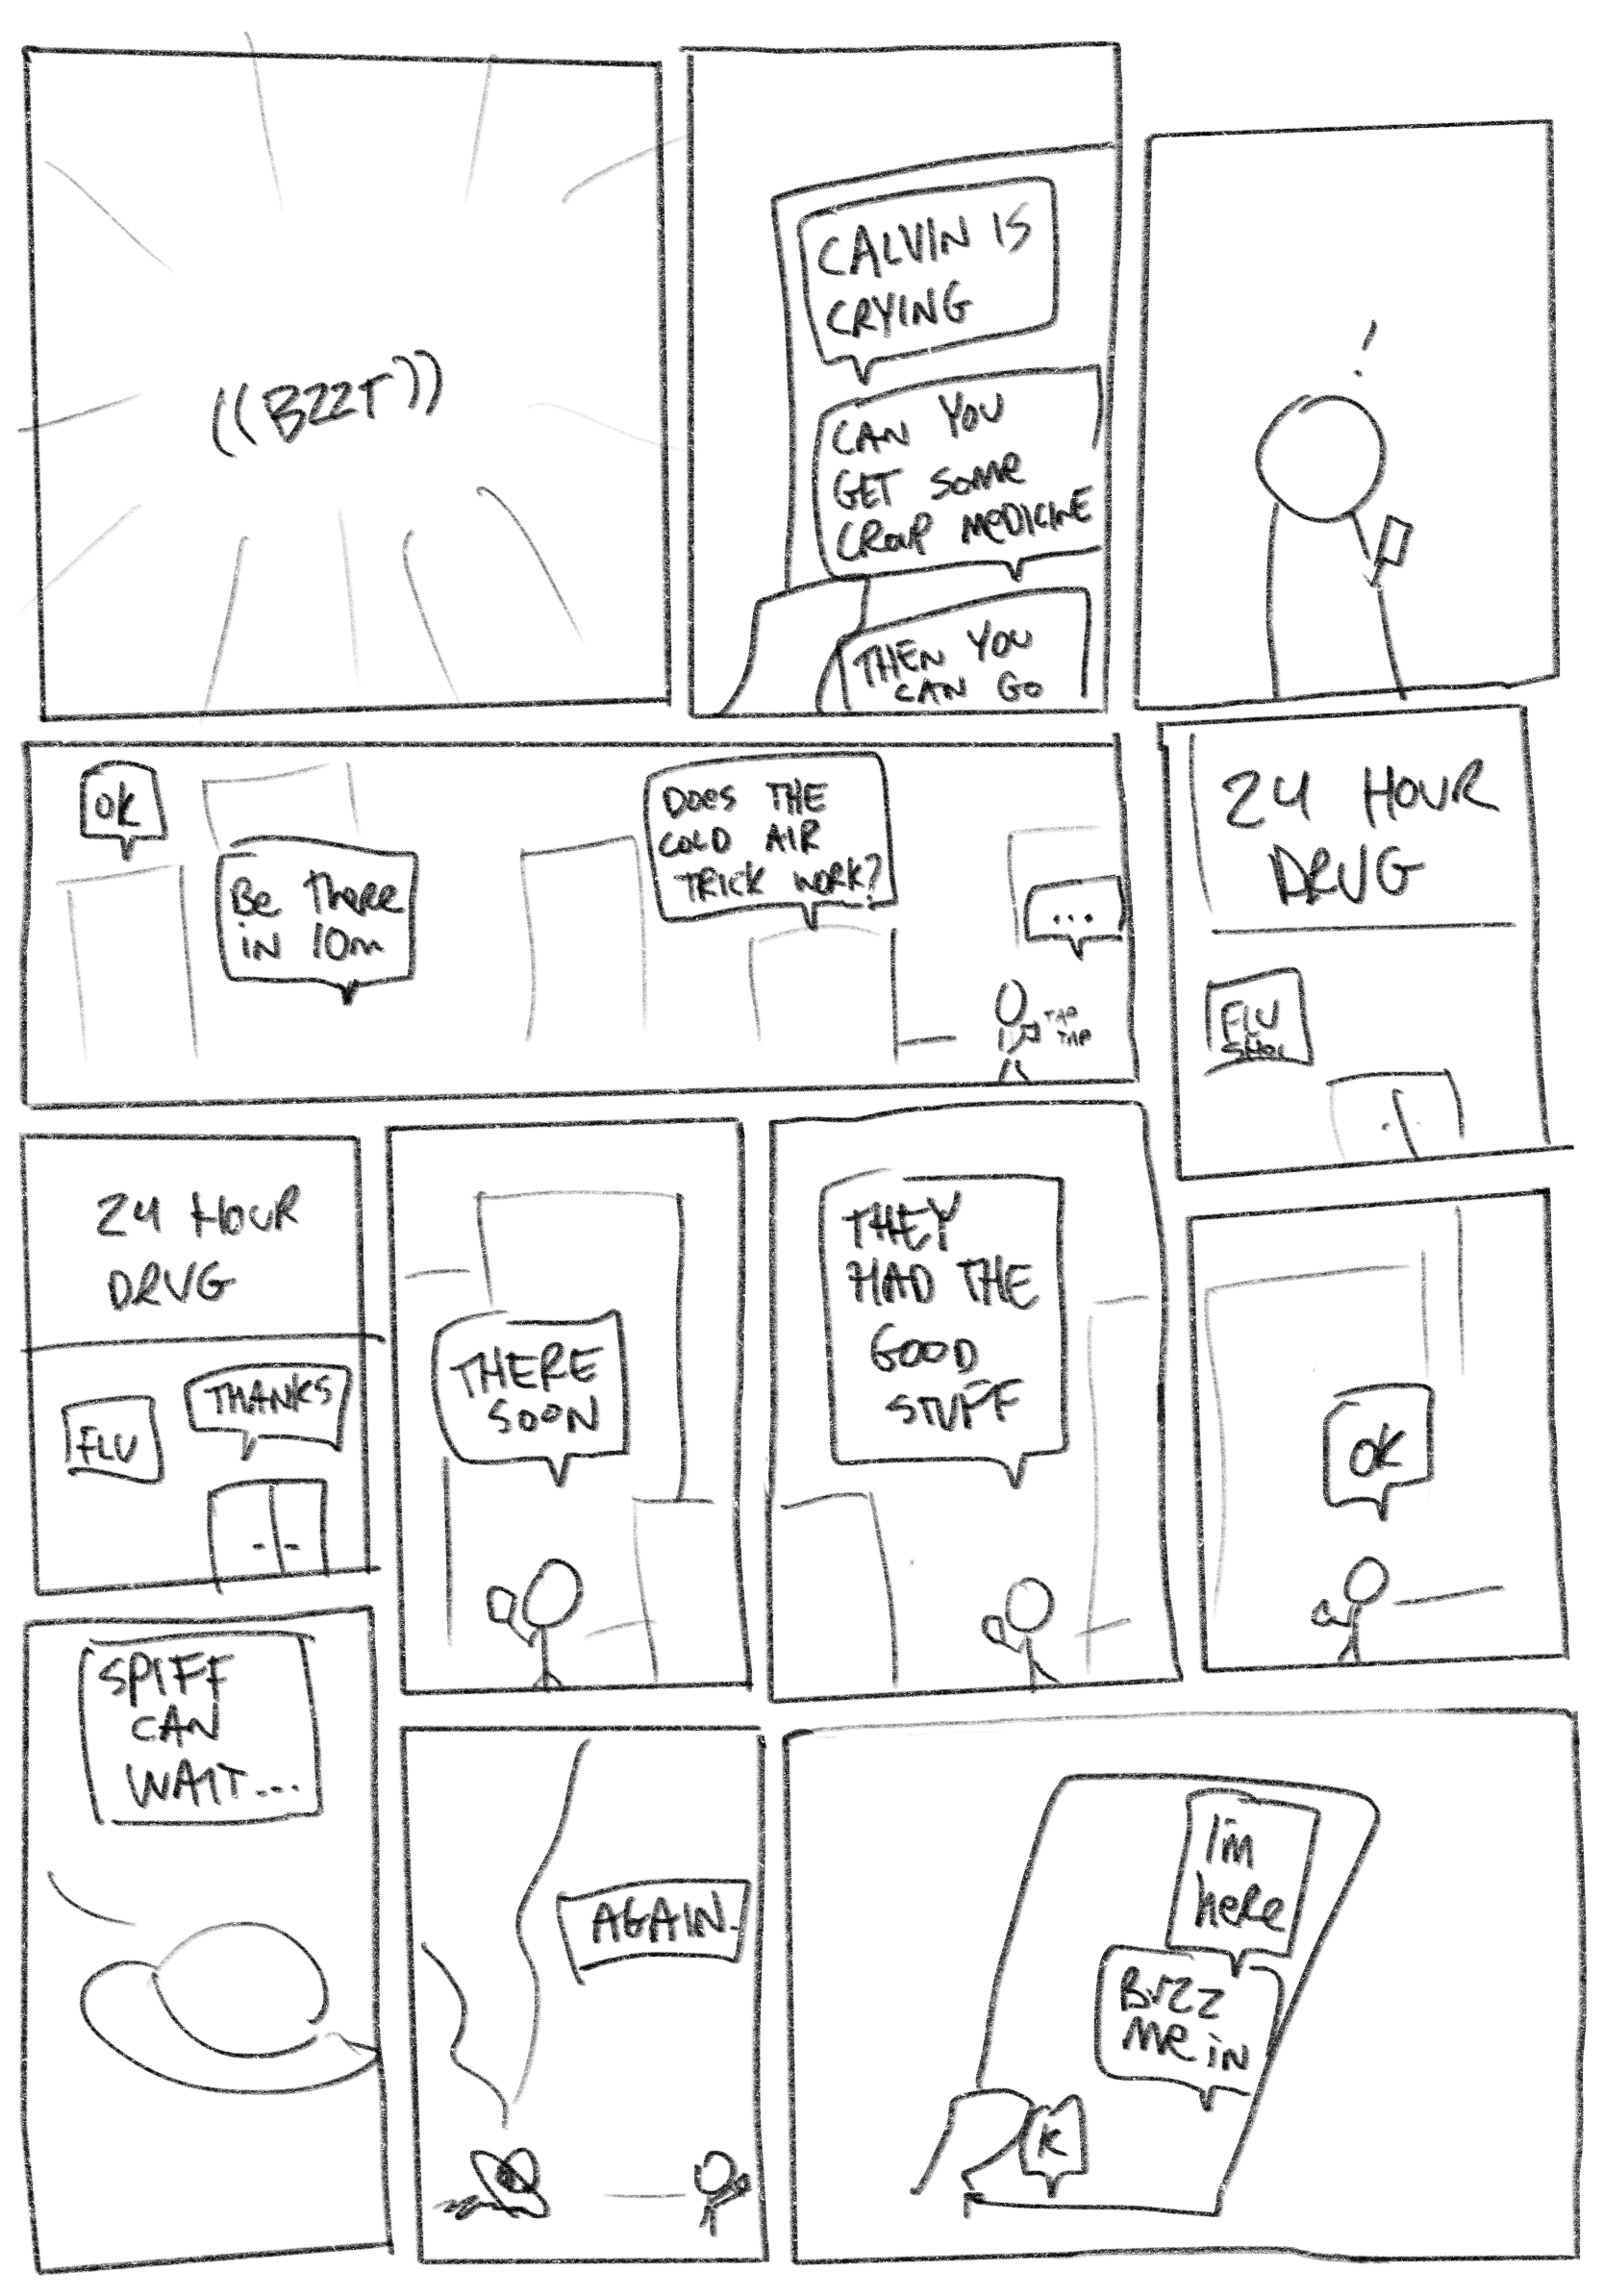 ((BZZT))
CALVIN IS
CRYING
CAN YOU
GET SOME
CROUP MEDICINE
THEN YOU
CAN GO
!
OK
Be there
in 10m
DOES THE
COLD AIR
TRICK WORK?
...
TAP
TAP
24 HOUR
DRUG
FLU
SHOT
24 HOUR
DRUG
FLU
THANKS
THERE
SOON
THEY
HAD THE
GOOD
STUFF
OK
SPIFF
CAN
WAIT...
AGAIN.
I'm
here
BUZZ
me in
K